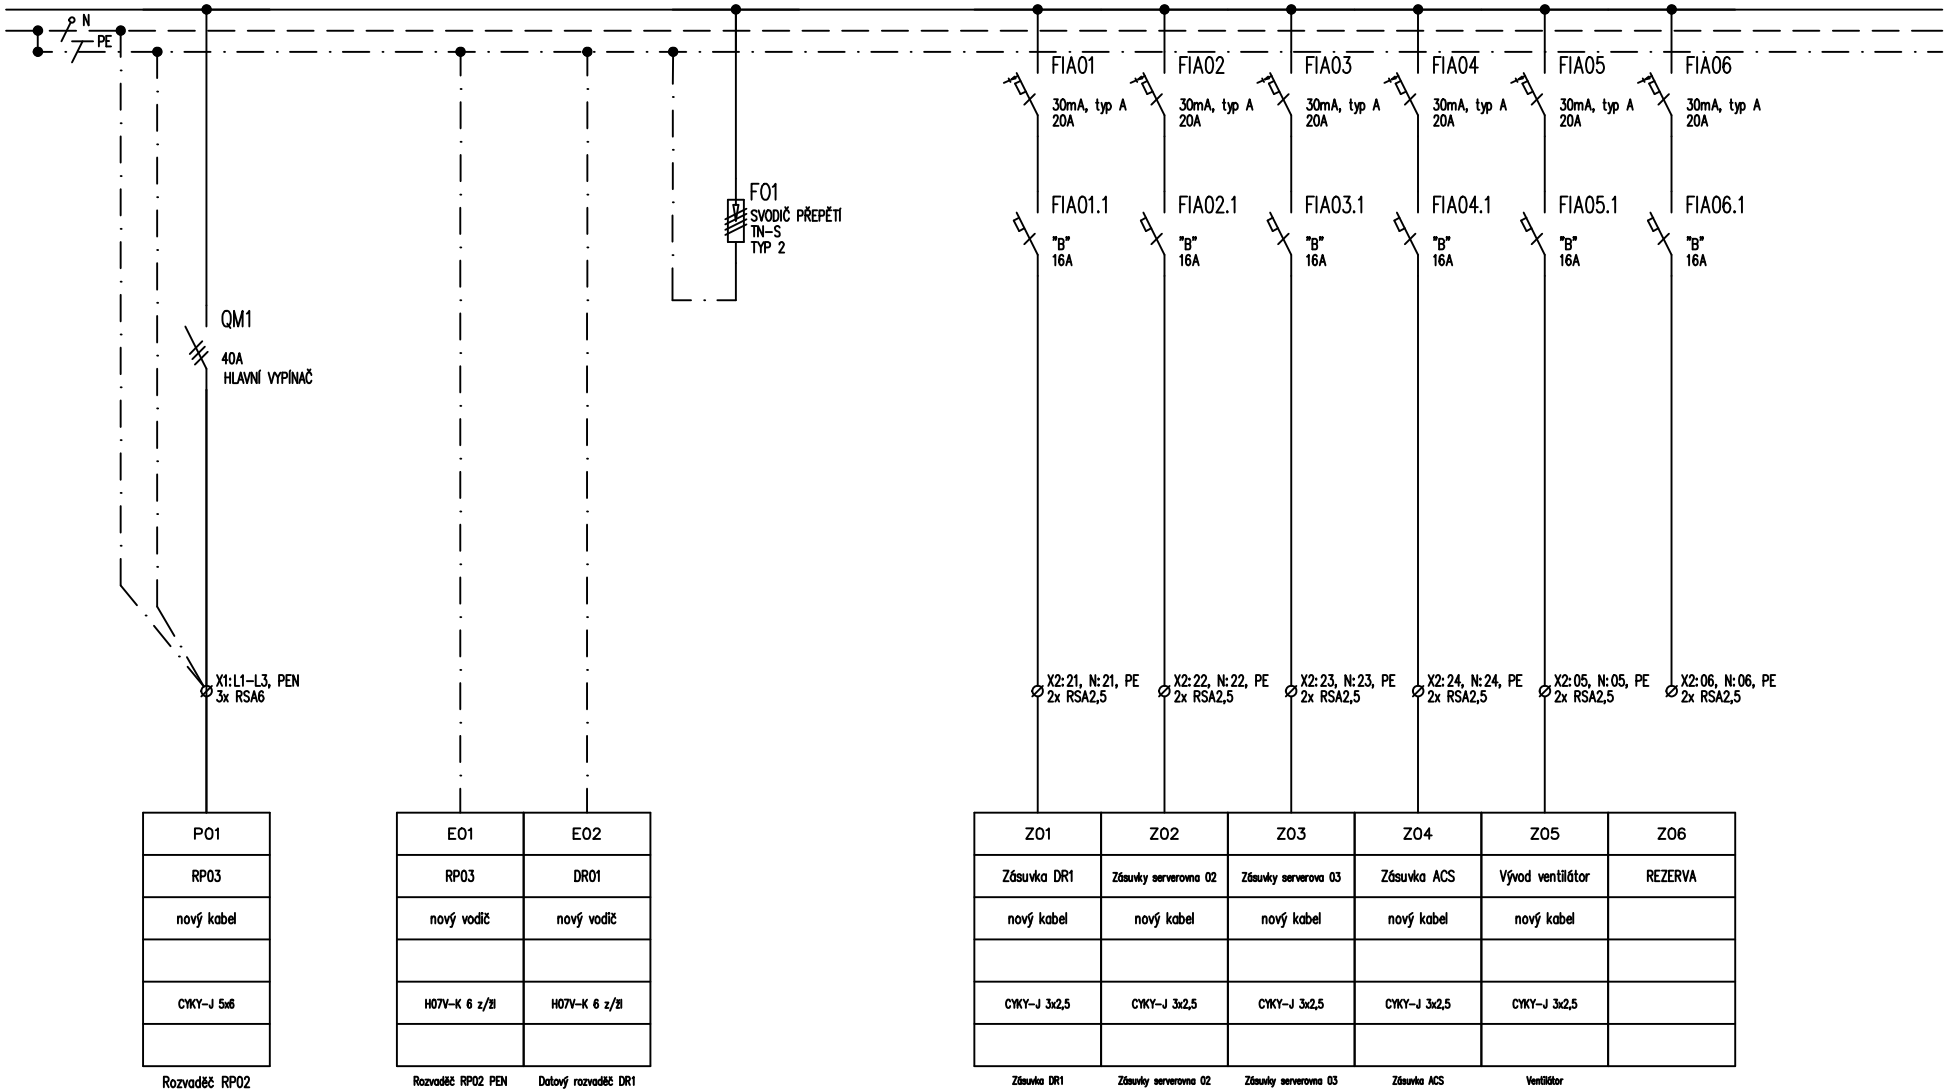 N
PE
FIA01
30mA, typ A
20A
FIA02
30mA, typ A
20A
FIA03
30mA, typ A
20A
FIA04
30mA, typ A
20A
FIA05
30mA, typ A
20A
FIA06
30mA, typ A
20A
F01
SVODIČ PŘEPĚTÍ
TN-S
TYP 2
FIA01.1
"B"
16A
FIA02.1
"B"
16A
FIA03.1
"B"
16A
FIA04.1
"B"
16A
FIA05.1
"B"
16A
FIA06.1
"B"
16A
QM1
40A
HLAVNÍ VYPÍNAČ
X1:L1-L3, PEN
3x RSA6
X2:21, N:21, PE
2x RSA2,5
X2:22, N:22, PE
2x RSA2,5
X2:23, N:23, PE
2x RSA2,5
X2:24, N:24, PE
2x RSA2,5
X2:05, N:05, PE
2x RSA2,5
X2:06, N:06, PE
2x RSA2,5
P01
RP03
nový kabel
CYKY-J 5x6
Rozvaděč RP02
E01
RP03
nový vodič
H07V-K 6 z/žl
Rozvaděč RP02 PEN
E02
DR01
nový vodič
H07V-K 6 z/žl
Datový rozvaděč DR1
Z01
Zásuvka DR1
nový kabel
CYKY-J 3x2,5
Zásuvka DR1
Z02
Zásuvky serverovna 02
nový kabel
CYKY-J 3x2,5
Zásuvky serverovna 02
Z03
Zásuvky serverova 03
nový kabel
CYKY-J 3x2,5
Zásuvky serverovna 03
Z04
Zásuvka ACS
nový kabel
CYKY-J 3x2,5
Zásuvka ACS
Z05
Vývod ventilátor
nový kabel
CYKY-J 3x2,5
Ventilátor
Z06
REZERVA